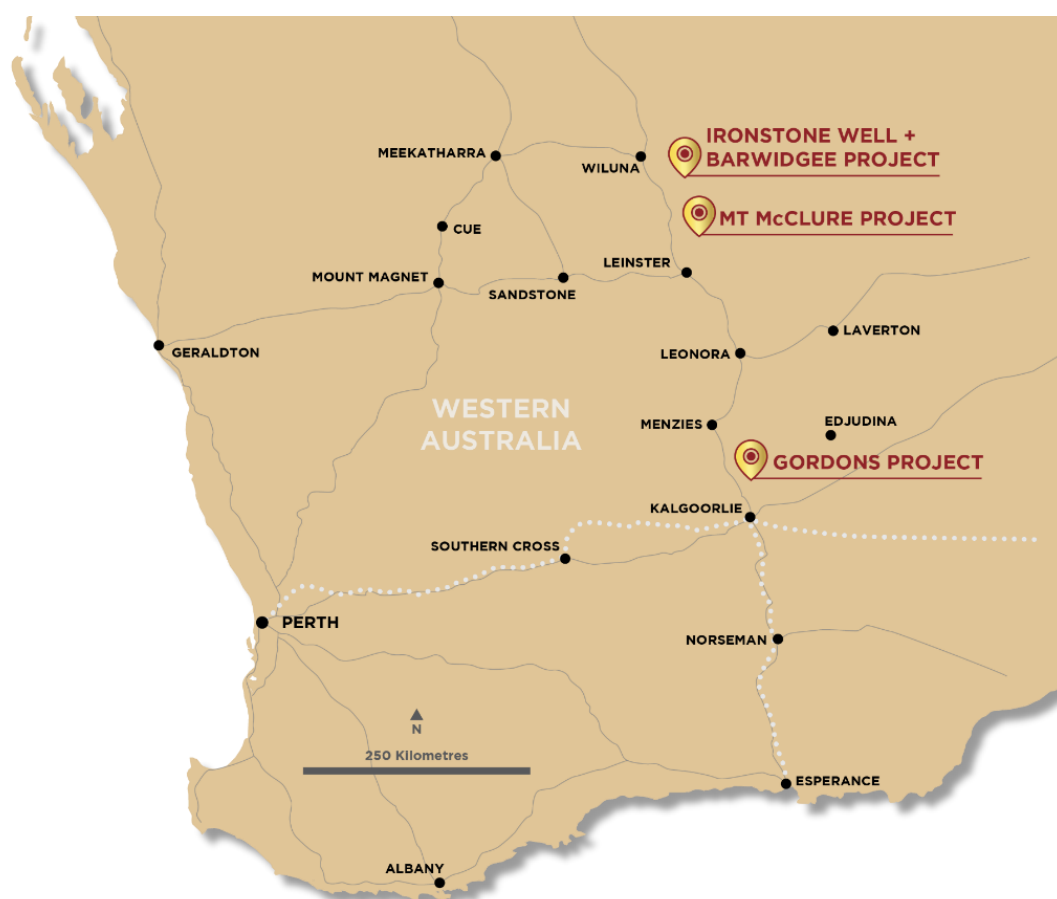 IRONSTONE WELL +
BARWIDGEE PROJECT
MEEKATHARRA
WILUNA
MT McCLURE PROJECT
CUE
LEINSTER
MOUNT MAGNET
SANDSTONE
LAVERTON
GERALDTON
LEONORA
WESTERN
AUSTRALIA
MENZIES
EDJUDINA
GORDONS PROJECT
KALGOORLIE
SOUTHERN CROSS
PERTH
NORSEMAN
N
250 Kilometres
ESPERANCE
ALBANY